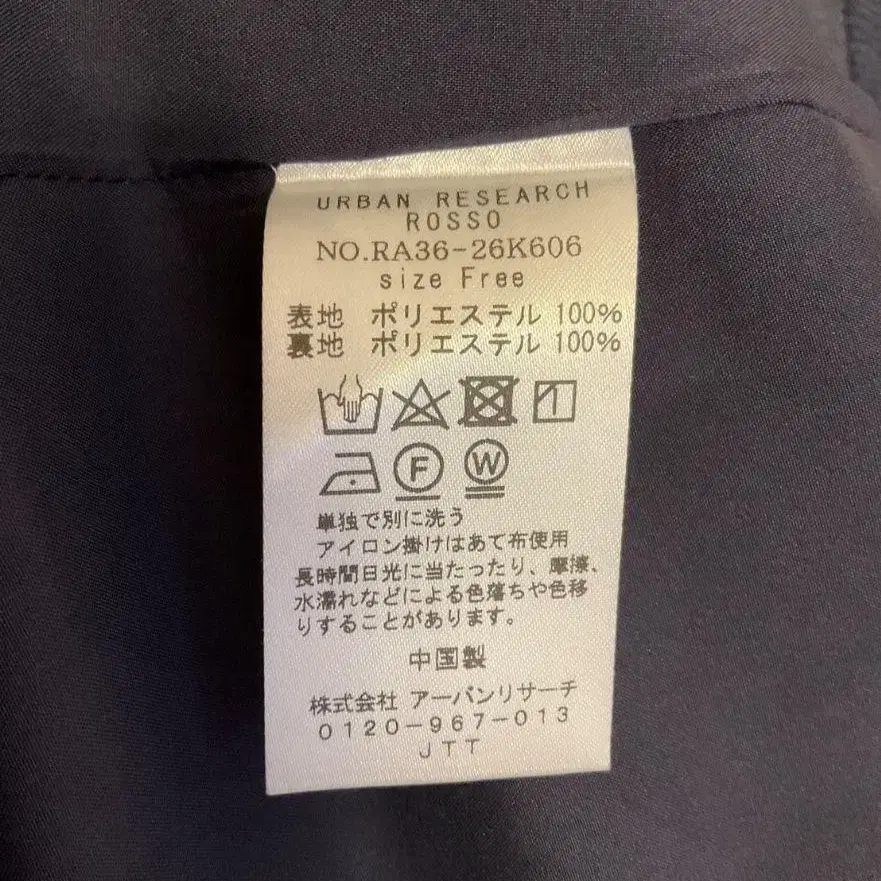 URBAN RESEARCH
ROSSO
NO.RA36-26K606
size Free
表地 ポリエステル 100%
裏地 ポリエステル 100%
F W
単独で別に洗う
アイロン掛けはあて布使用
長時間日光に当たったり、摩擦、
水濡れなどによる色落ちや色移
りすることがあります。
中国製
株式会社 アーバンリサーチ
0120-967-013
JTT